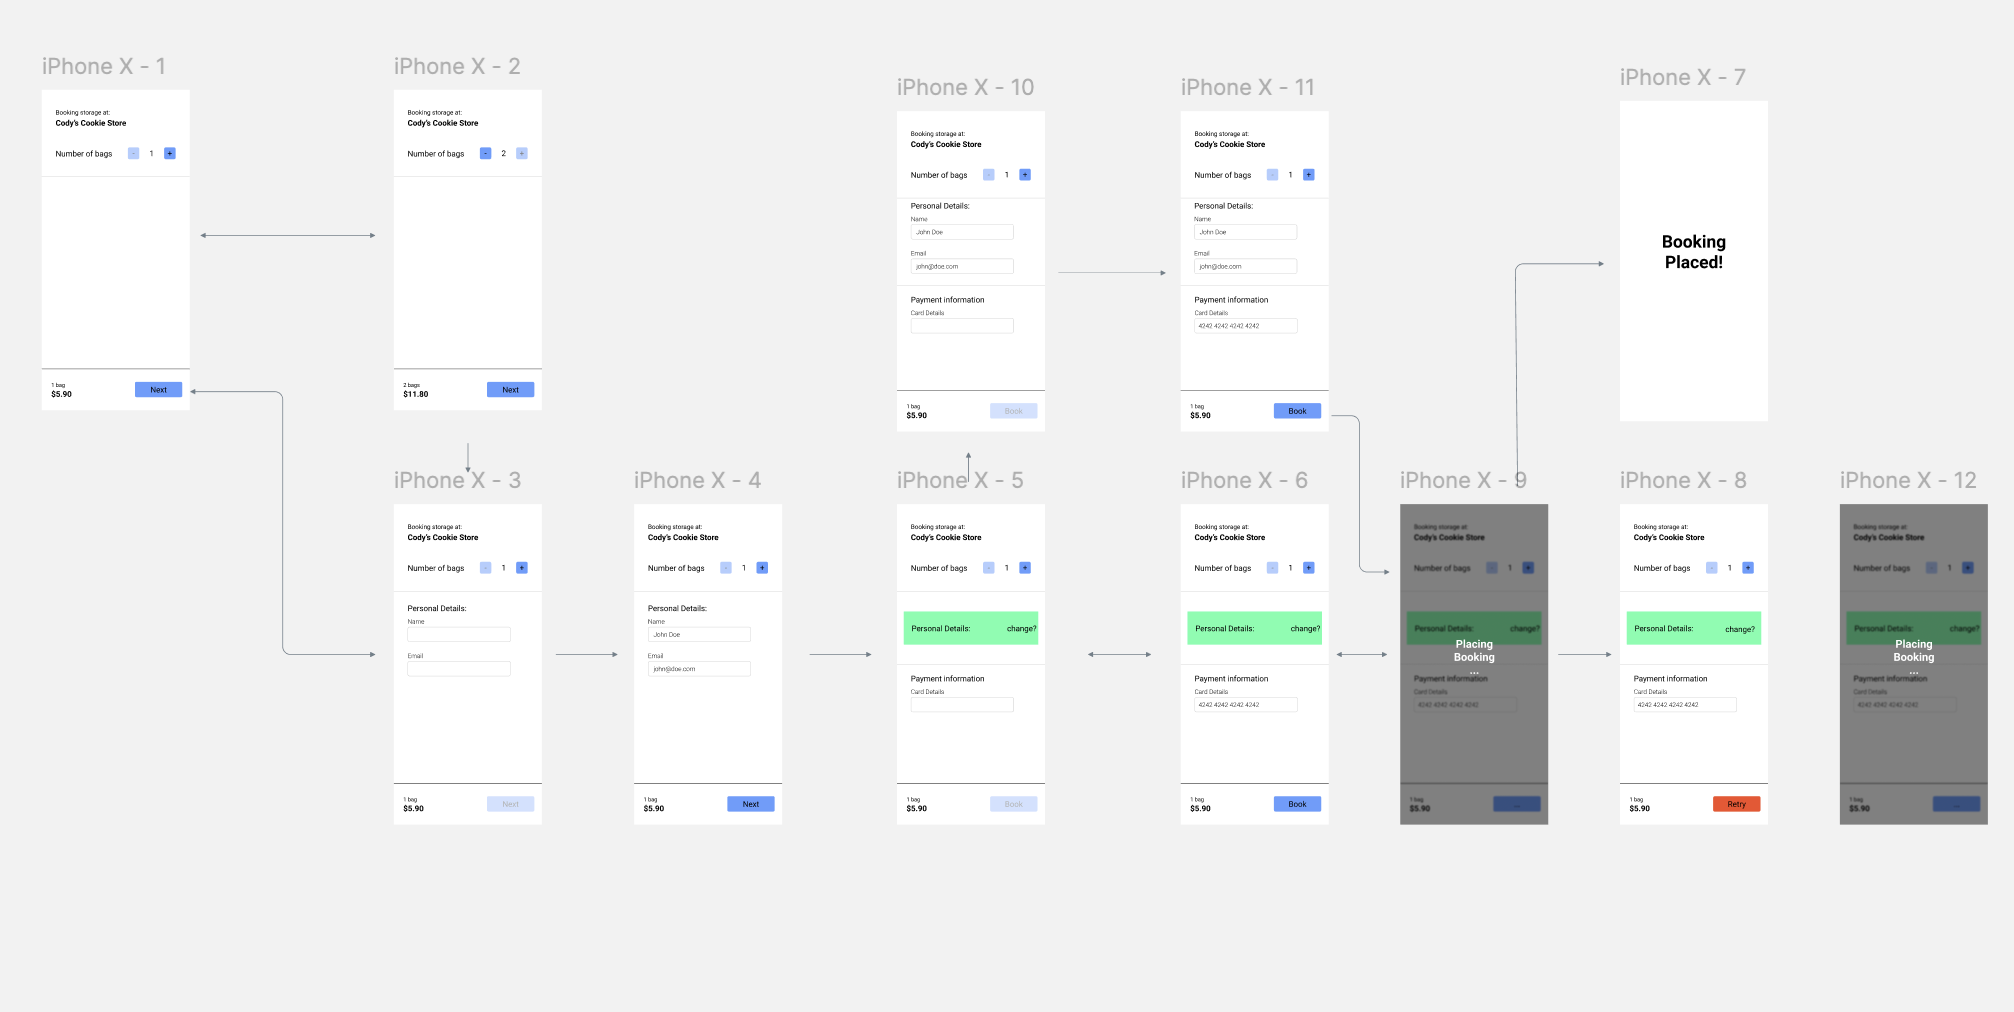 iPhone X - 1
Booking storage at:
Cody's Cookie Store
Number of bags - 1 +
1 bag
$5.90
Next
iPhone X - 2
Booking storage at:
Cody's Cookie Store
Number of bags - 2 +
2 bags
$11.80
Next
iPhone X - 10
Booking storage at:
Cody's Cookie Store
Number of bags - 1 +
Personal Details:
Name
John Doe
Email
john@doe.com
Payment information
Card Details
1 bag
$5.90
Book
iPhone X - 11
Booking storage at:
Cody's Cookie Store
Number of bags - 1 +
Personal Details:
Name
John Doe
Email
john@doe.com
Payment information
Card Details
4242 4242 4242 4242
1 bag
$5.90
Book
iPhone X - 7
Booking
Placed!
iPhone X - 3
Booking storage at:
Cody's Cookie Store
Number of bags - 1 +
Personal Details:
Name
Email
1 bag
$5.90
Next
iPhone X - 4
Booking storage at:
Cody's Cookie Store
Number of bags - 1 +
Personal Details:
Name
John Doe
Email
john@doe.com
1 bag
$5.90
Next
iPhone X - 5
Booking storage at:
Cody's Cookie Store
Number of bags - 1 +
Personal Details: change?
Payment information
Card Details
1 bag
$5.90
Book
iPhone X - 6
Booking storage at:
Cody's Cookie Store
Number of bags - 1 +
Personal Details: change?
Payment information
Card Details
4242 4242 4242 4242
1 bag
$5.90
Book
iPhone X - 9
Booking storage at:
Cody's Cookie Store
Number of bags - 1 +
Personal Details: change?
Placing
Booking
...
Payment information
Card Details
4242 4242 4242 4242
1 bag
$5.90
...
iPhone X - 8
Booking storage at:
Cody's Cookie Store
Number of bags - 1 +
Personal Details: change?
Payment information
Card Details
4242 4242 4242 4242
1 bag
$5.90
Retry
iPhone X - 12
Booking storage at:
Cody's Cookie Store
Number of bags - 1 +
Personal Details: change?
Placing
Booking
...
Payment information
Card Details
4242 4242 4242 4242
1 bag
$5.90
...